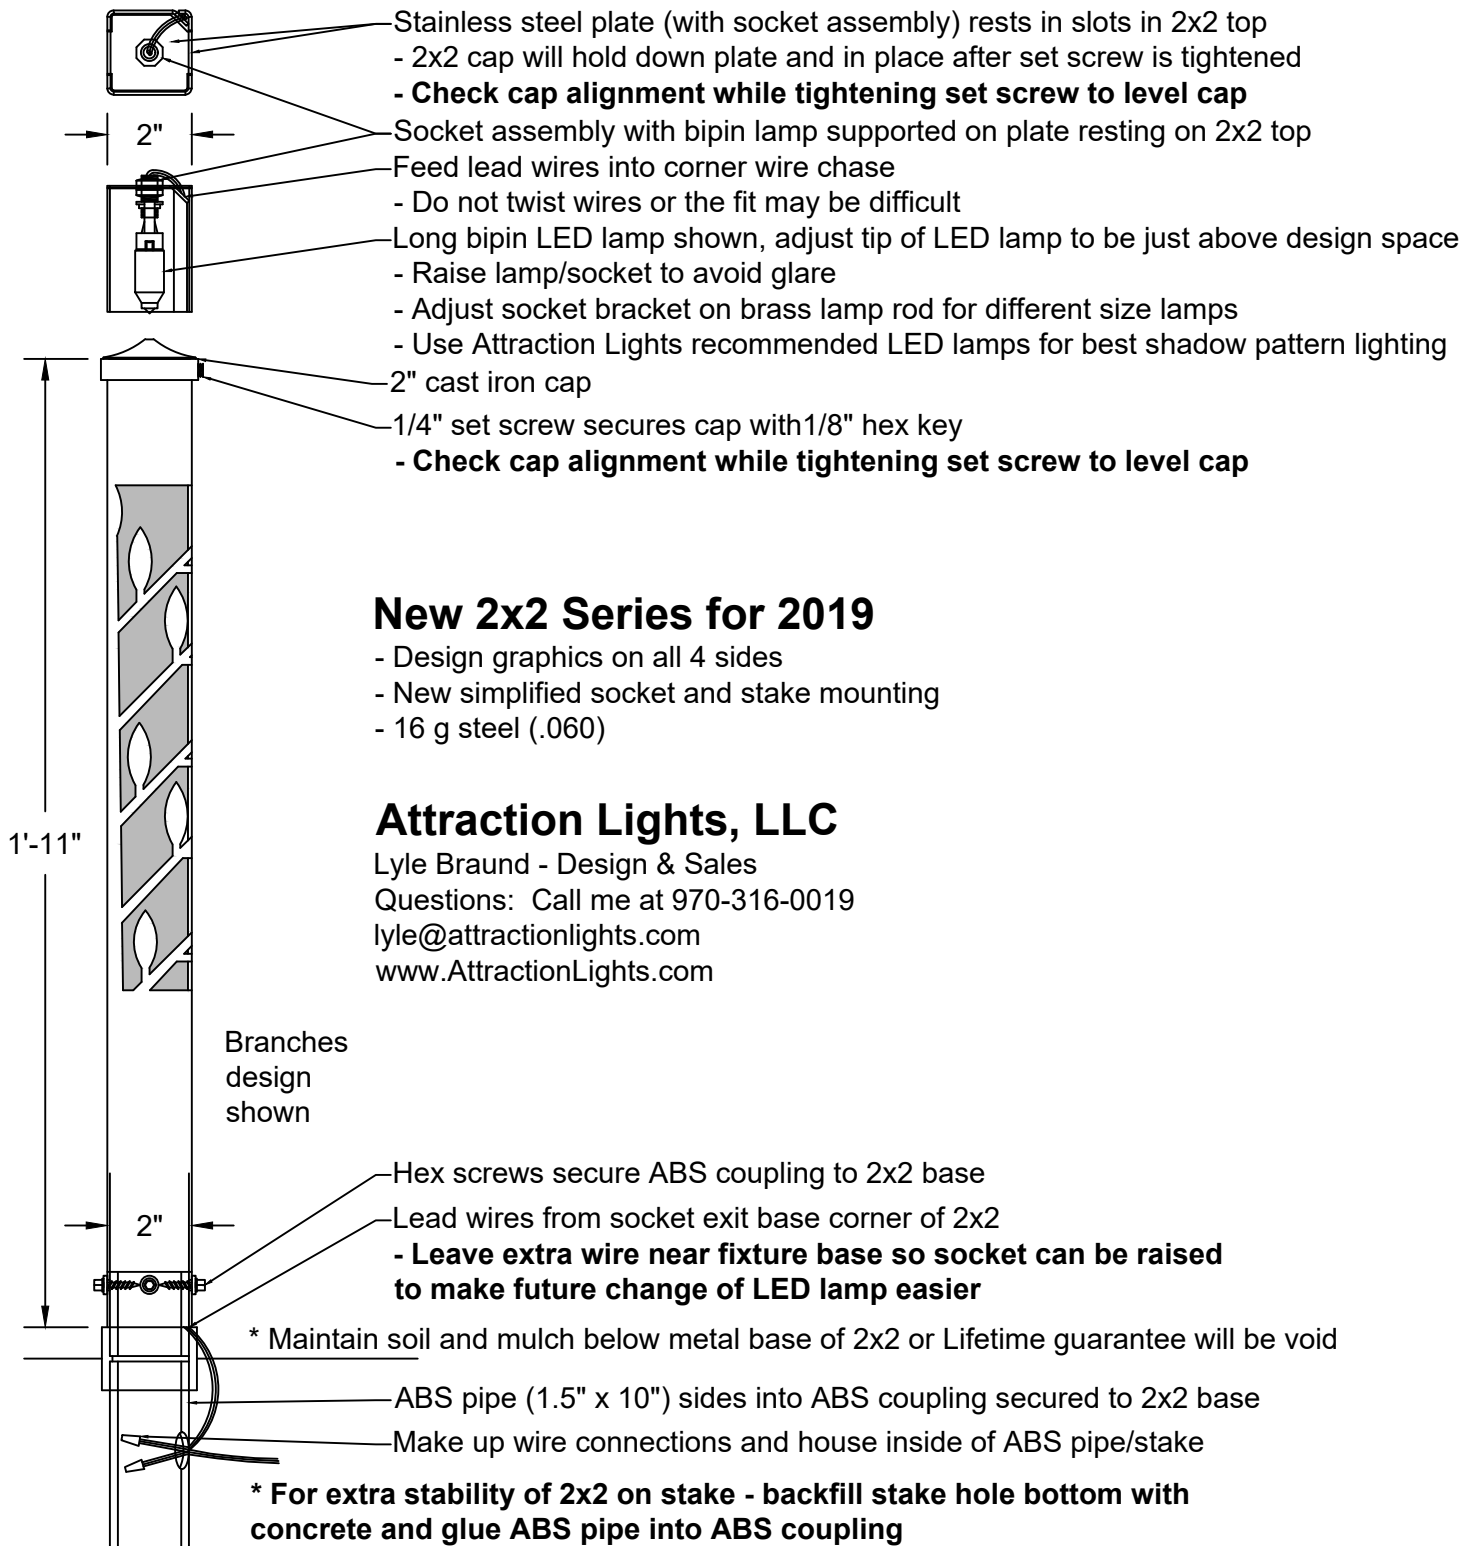 Stainless steel plate (with socket assembly) rests in slots in 2x2 top
- 2x2 cap will hold down plate and in place after set screw is tightened
- Check cap alignment while tightening set screw to level cap
2"
Socket assembly with bipin lamp supported on plate resting on 2x2 top
Feed lead wires into corner wire chase
- Do not twist wires or the fit may be difficult
Long bipin LED lamp shown, adjust tip of LED lamp to be just above design space
- Raise lamp/socket to avoid glare
- Adjust socket bracket on brass lamp rod for different size lamps
- Use Attraction Lights recommended LED lamps for best shadow pattern lighting
2" cast iron cap
1/4" set screw secures cap with1/8" hex key
- Check cap alignment while tightening set screw to level cap
New 2x2 Series for 2019
- Design graphics on all 4 sides
- New simplified socket and stake mounting
- 16 g steel (.060)
Attraction Lights, LLC
1'-11"
Lyle Braund - Design & Sales
Questions:  Call me at 970-316-0019
lyle@attractionlights.com
www.AttractionLights.com
Branches
design
shown
Hex screws secure ABS coupling to 2x2 base
2"
Lead wires from socket exit base corner of 2x2
- Leave extra wire near fixture base so socket can be raised
to make future change of LED lamp easier
* Maintain soil and mulch below metal base of 2x2 or Lifetime guarantee will be void
ABS pipe (1.5" x 10") sides into ABS coupling secured to 2x2 base
Make up wire connections and house inside of ABS pipe/stake
* For extra stability of 2x2 on stake - backfill stake hole bottom with
concrete and glue ABS pipe into ABS coupling